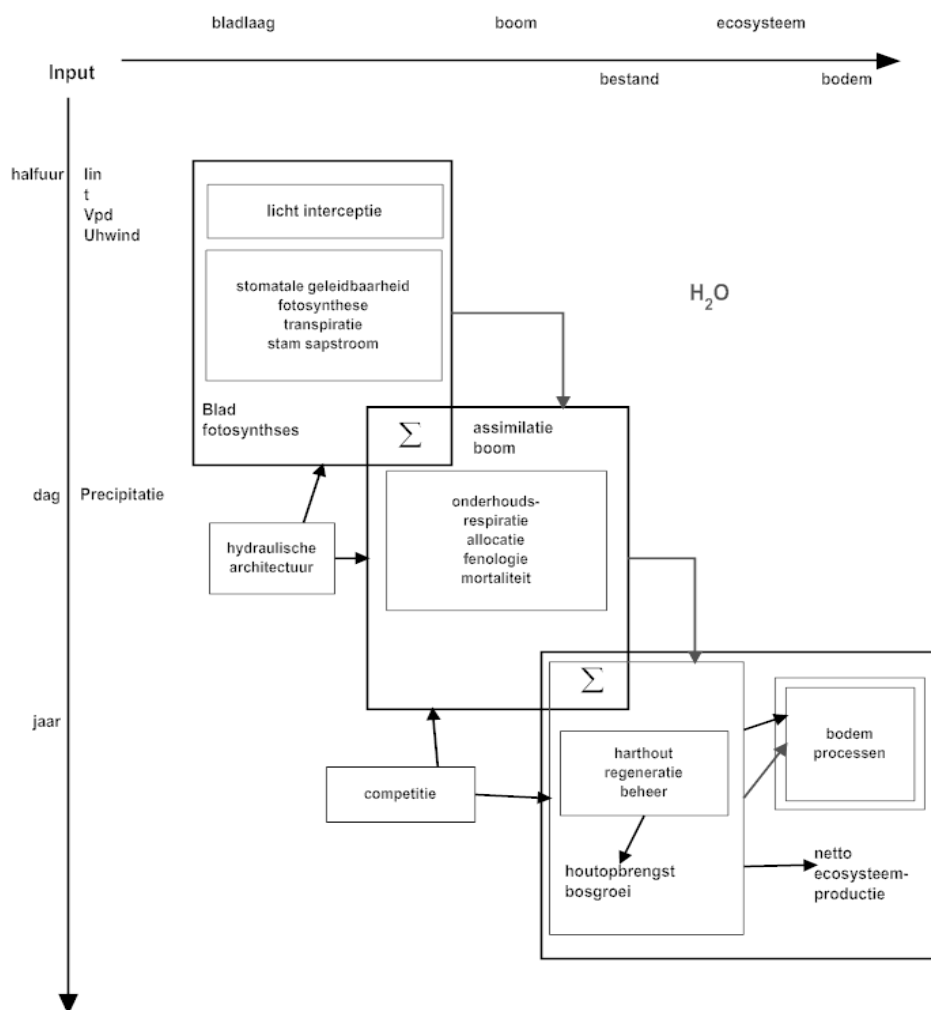 bladlaag
boom
ecosysteem
Input
bestand
bodem
halfuur
Iin
t
Vpd
Uhwind
licht interceptie
stomatale geleidbaarheid
fotosynthese
transpiratie
stam sapstroom
H₂O
Blad
fotosynthses
∑
assimilatie
boom
dag
Precipitatie
onderhouds-
respiratie
allocatie
fenologie
mortaliteit
hydraulische
architectuur
∑
jaar
harthout
regeneratie
beheer
bodem
processen
competitie
houtopbrengst
bosgroei
netto
ecosysteem-
productie